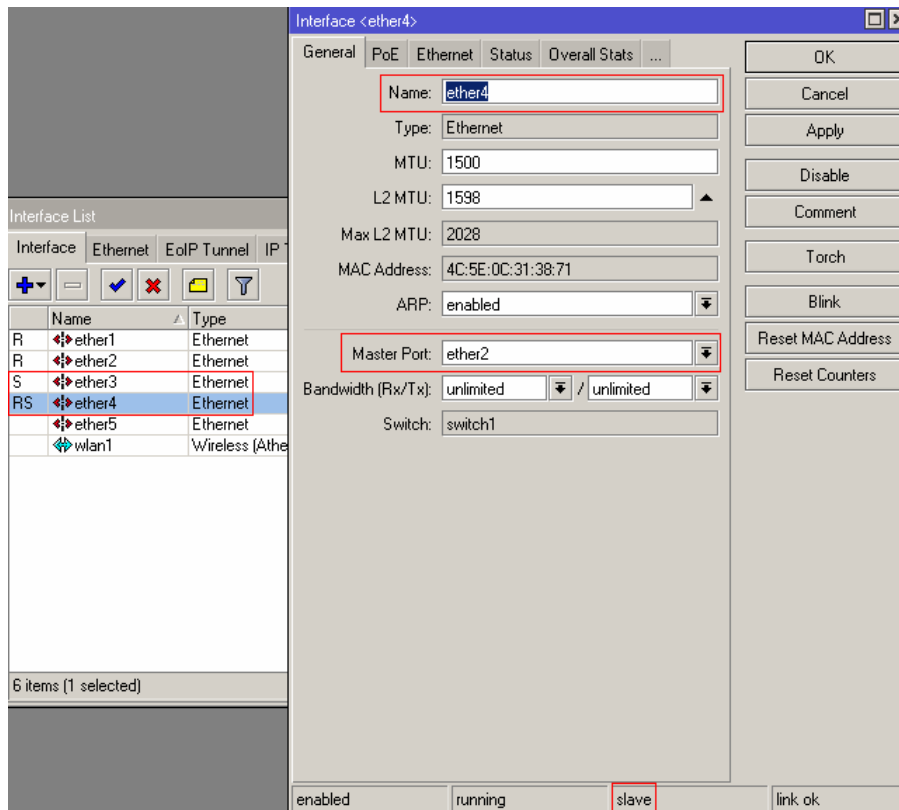 Interface <ether4>
General PoE Ethernet Status Overall Stats ...
Name: ether4
Type: Ethernet
MTU: 1500
L2 MTU: 1598
Max L2 MTU: 2028
MAC Address: 4C:5E:0C:31:38:71
ARP: enabled
Master Port: ether2
Bandwidth (Rx/Tx): unlimited / unlimited
Switch: switch1
OK
Cancel
Apply
Disable
Comment
Torch
Blink
Reset MAC Address
Reset Counters
enabled running slave link ok
Interface List
Interface Ethernet EoIP Tunnel IP T
Name Type
R ether1 Ethernet
R ether2 Ethernet
S ether3 Ethernet
RS ether4 Ethernet
ether5 Ethernet
wlan1 Wireless (Athe
6 items (1 selected)